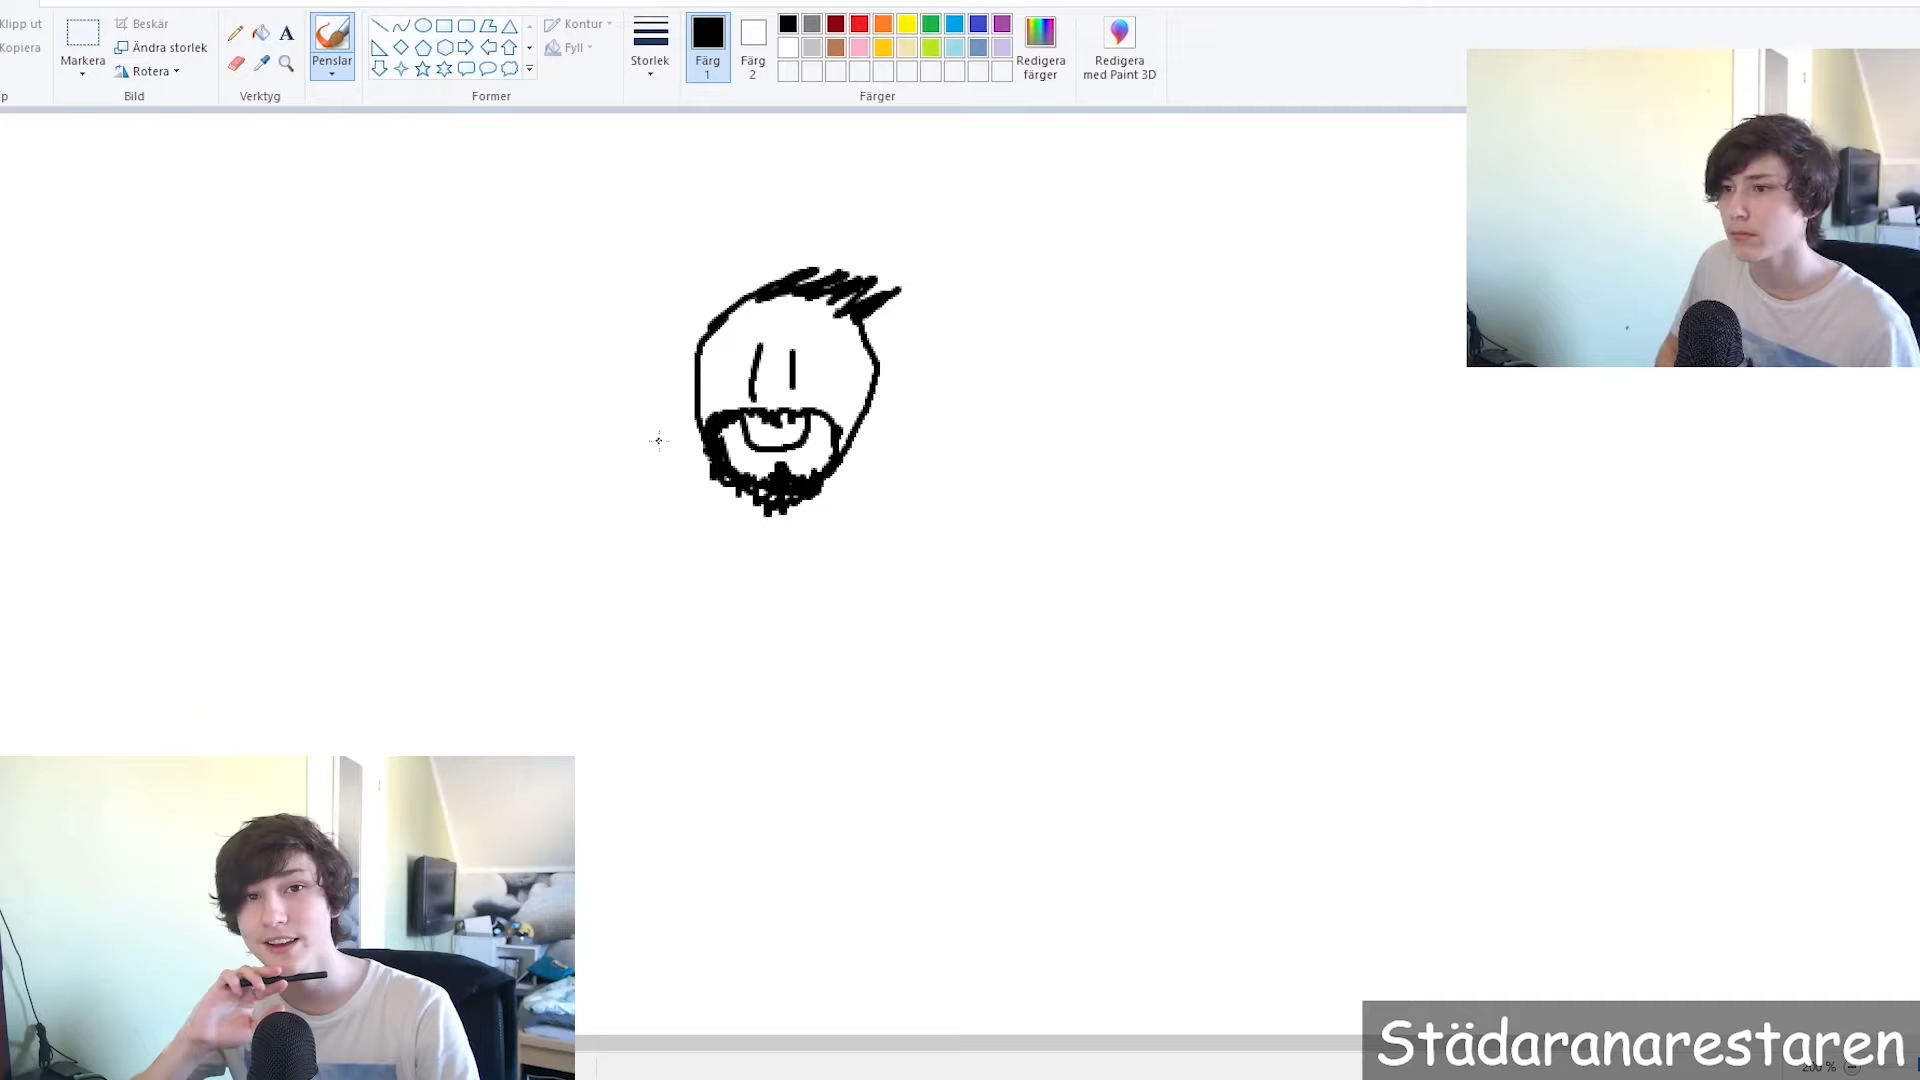 Klipp ut
Kopiera
Markera
Beskär
Ändra storlek
Rotera
Bild
A
Verktyg
Penslar
Kontur
Fyll
Former
Storlek
Färg
1
Färg
2
Redigera
färger
Färger
Redigera
med Paint 3D
Städaranarestaren
200 %